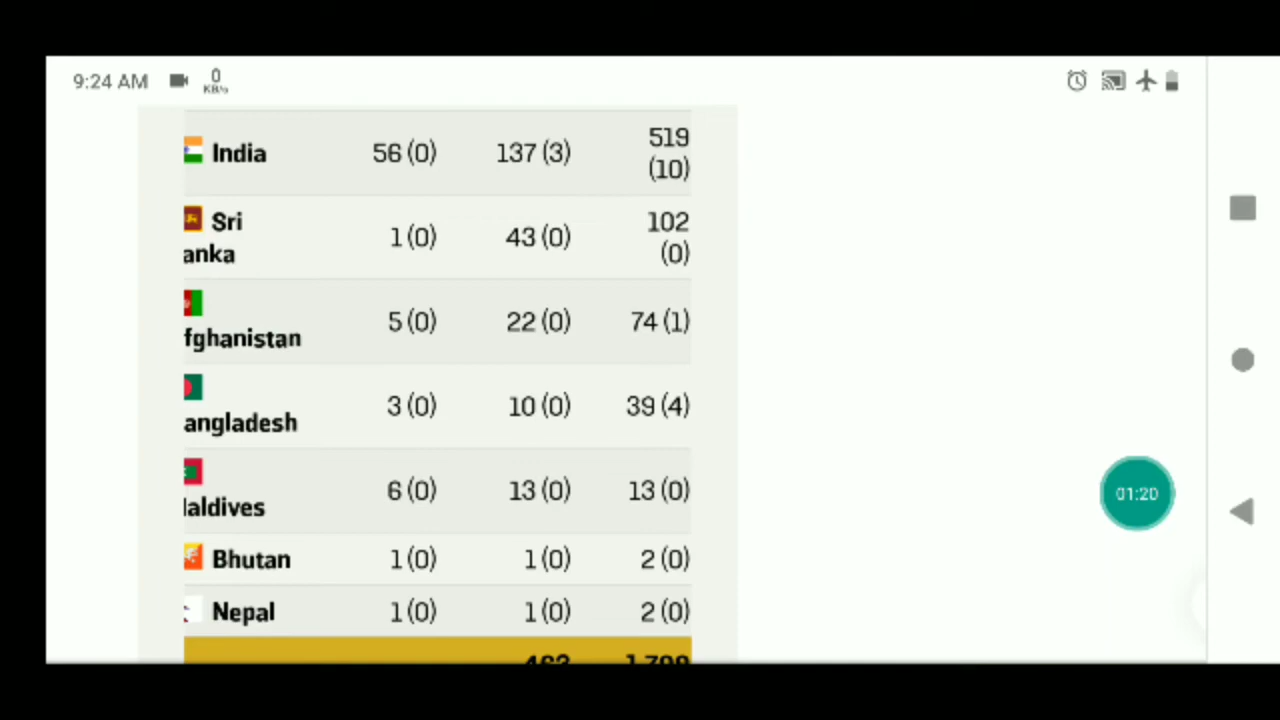 9:24 AM 0 KB/s
India 56 (0) 137 (3) 519 (10)
Sri anka 1 (0) 43 (0) 102 (0)
fghanistan 5 (0) 22 (0) 74 (1)
angladesh 3 (0) 10 (0) 39 (4)
aldives 6 (0) 13 (0) 13 (0)
Bhutan 1 (0) 1 (0) 2 (0)
Nepal 1 (0) 1 (0) 2 (0)
01:20